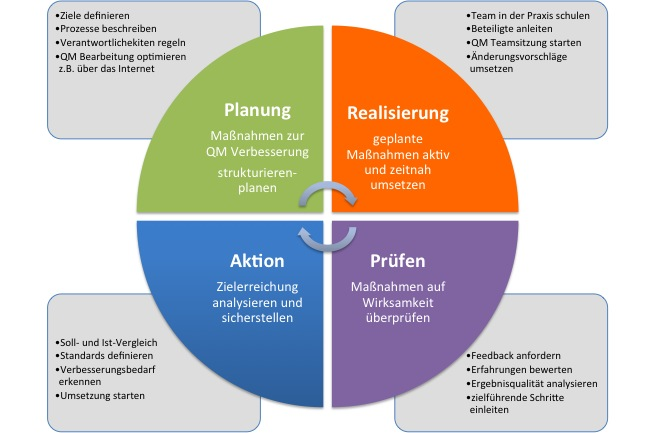 •Ziele definieren
•Prozesse beschreiben
•Verantwortlichekiten regeln
•QM Bearbeitung optimieren
z.B. über das Internet
•Team in der Praxis schulen
•Beteiligte anleiten
•QM Teamsitzung starten
•Änderungsvorschläge
umsetzen
Planung
Maßnahmen zur
QM Verbesserung
strukturieren-
planen
Realisierung
geplante
Maßnahmen aktiv
und zeitnah
umsetzen
Aktion
Zielerreichung
analysieren und
sicherstellen
Prüfen
Maßnahmen auf
Wirksamkeit
überprüfen
•Soll- und Ist-Vergleich
•Standards definieren
•Verbesserungsbedarf
erkennen
•Umsetzung starten
•Feedback anfordern
•Erfahrungen bewerten
•Ergebnisqualität analysieren
•zielführende Schritte
einleiten